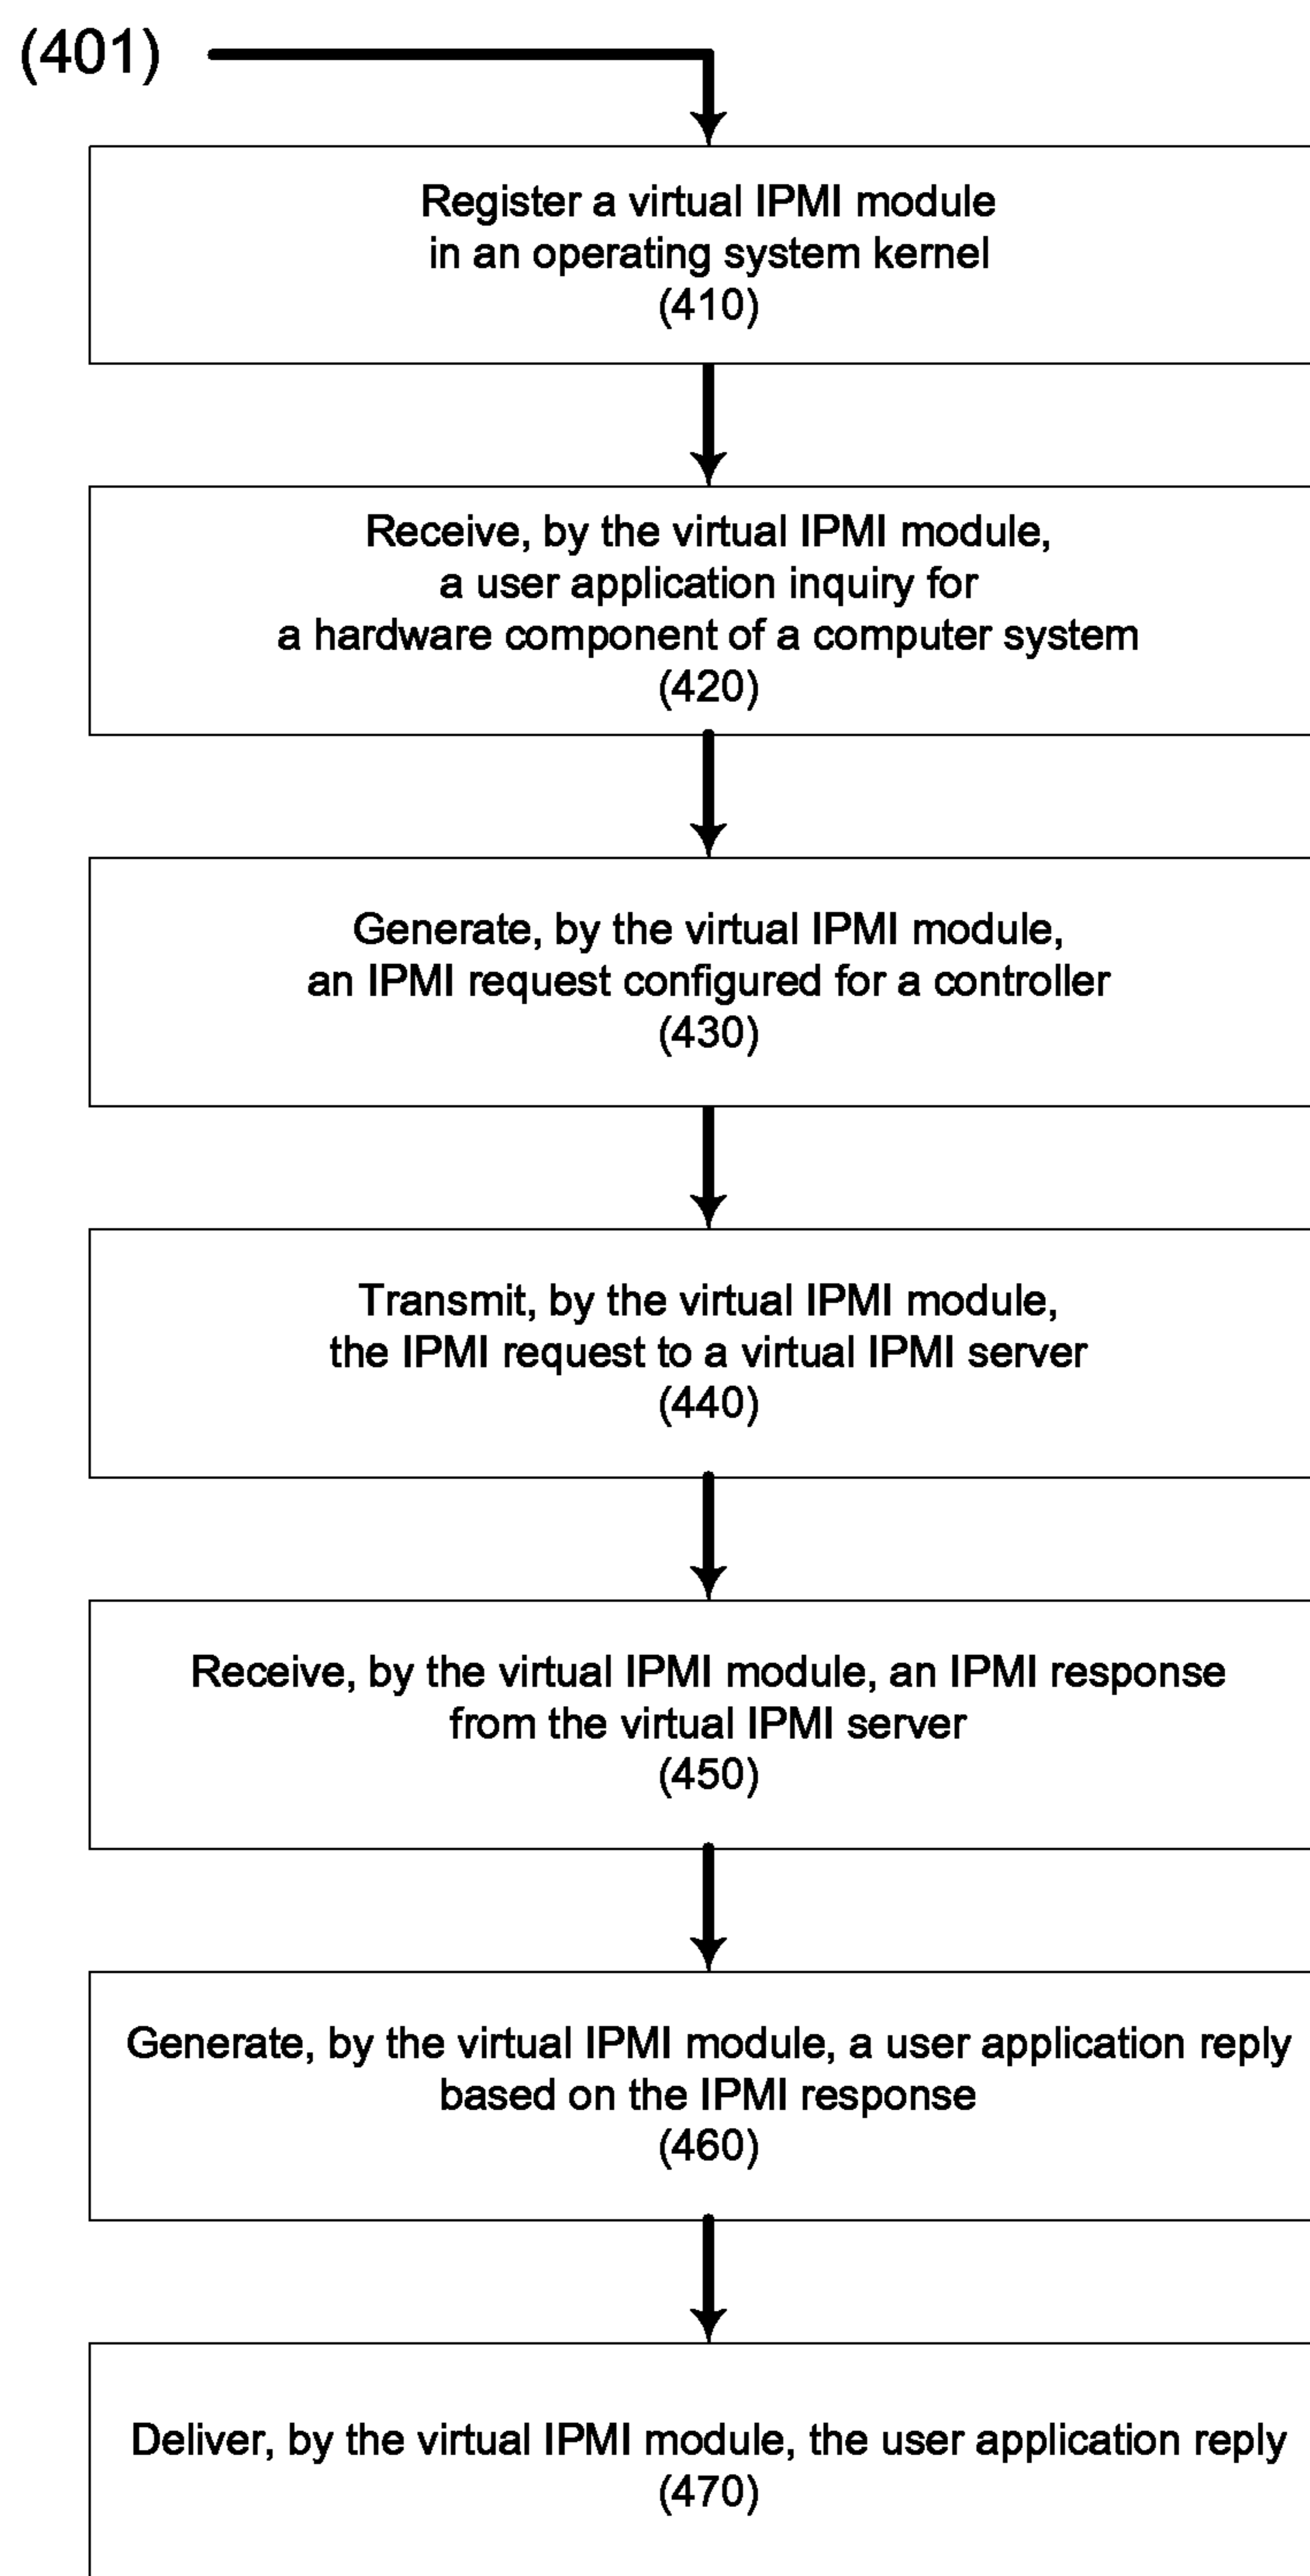 (401)
Register a virtual IPMI module
in an operating system kernel
(410)
Receive, by the virtual IPMI module,
a user application inquiry for
a hardware component of a computer system
(420)
Generate, by the virtual IPMI module,
an IPMI request configured for a controller
(430)
Transmit, by the virtual IPMI module,
the IPMI request to a virtual IPMI server
(440)
Receive, by the virtual IPMI module, an IPMI response
from the virtual IPMI server
(450)
Generate, by the virtual IPMI module, a user application reply
based on the IPMI response
(460)
Deliver, by the virtual IPMI module, the user application reply
(470)